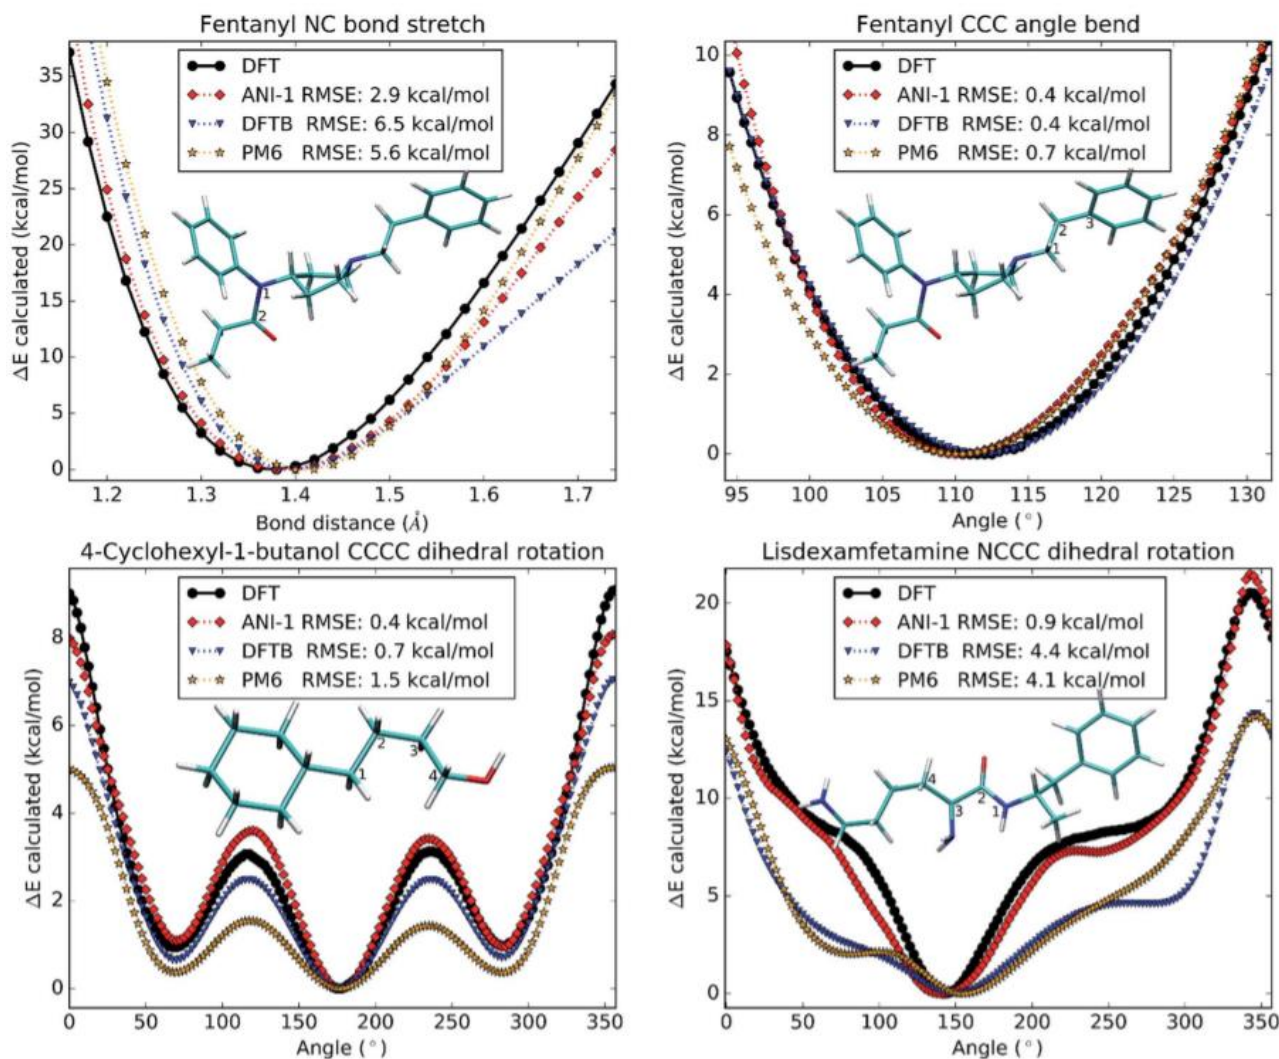 Fentanyl NC bond stretch
DFT
ANI-1 RMSE: 2.9 kcal/mol
DFTB RMSE: 6.5 kcal/mol
PM6 RMSE: 5.6 kcal/mol
ΔE calculated (kcal/mol)
35
30
25
20
15
10
5
0
1
2
1.2 1.3 1.4 1.5 1.6 1.7
Bond distance (Å)
Fentanyl CCC angle bend
DFT
ANI-1 RMSE: 0.4 kcal/mol
DFTB RMSE: 0.4 kcal/mol
PM6 RMSE: 0.7 kcal/mol
ΔE calculated (kcal/mol)
10
8
6
4
2
0
2
3
1
95 100 105 110 115 120 125 130
Angle (°)
4-Cyclohexyl-1-butanol CCCC dihedral rotation
DFT
ANI-1 RMSE: 0.4 kcal/mol
DFTB RMSE: 0.7 kcal/mol
PM6 RMSE: 1.5 kcal/mol
ΔE calculated (kcal/mol)
8
6
4
2
0
2
3
1
4
0 50 100 150 200 250 300 350
Angle (°)
Lisdexamfetamine NCCC dihedral rotation
DFT
ANI-1 RMSE: 0.9 kcal/mol
DFTB RMSE: 4.4 kcal/mol
PM6 RMSE: 4.1 kcal/mol
ΔE calculated (kcal/mol)
20
15
10
5
0
4
2
3
1
0 50 100 150 200 250 300 350
Angle (°)